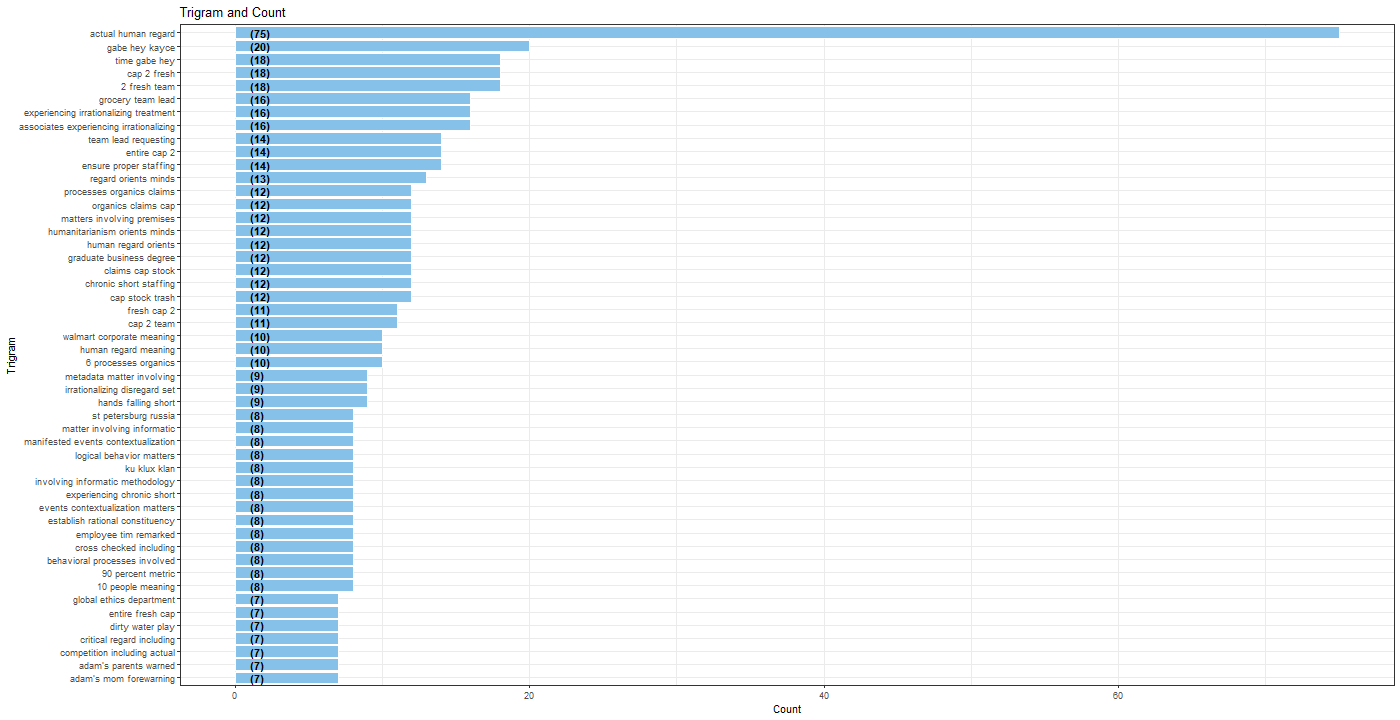 Trigram and Count
actual human regard (75)
gabe hey kayce (20)
time gabe hey (18)
cap 2 fresh (18)
2 fresh team (18)
grocery team lead (16)
experiencing irrationalizing treatment (16)
associates experiencing irrationalizing (16)
team lead requesting (14)
entire cap 2 (14)
ensure proper staffing (14)
regard orients minds (13)
processes organics claims (12)
organics claims cap (12)
matters involving premises (12)
humanitarianism orients minds (12)
human regard orients (12)
graduate business degree (12)
claims cap stock (12)
chronic short staffing (12)
cap stock trash (12)
fresh cap 2 (11)
cap 2 team (11)
walmart corporate meaning (10)
human regard meaning (10)
6 processes organics (10)
metadata matter involving (9)
irrationalizing disregard set (9)
hands falling short (9)
st petersburg russia (8)
matter involving informatic (8)
manifested events contextualization (8)
logical behavior matters (8)
ku klux klan (8)
involving informatic methodology (8)
experiencing chronic short (8)
events contextualization matters (8)
establish rational constituency (8)
employee tim remarked (8)
cross checked including (8)
behavioral processes involved (8)
90 percent metric (8)
10 people meaning (8)
global ethics department (7)
entire fresh cap (7)
dirty water play (7)
critical regard including (7)
competition including actual (7)
adam's parents warned (7)
adam's mom forewarning (7)
Trigram
0 20 40 60
Count